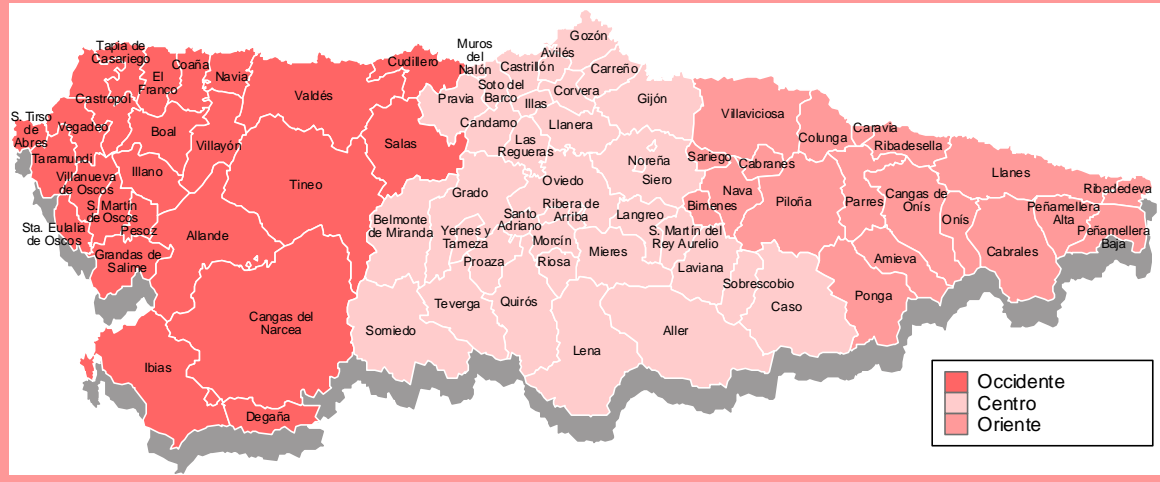 Tapia de
Casariego
El
Franco
Coaña
Navia
Valdés
Cudillero
Muros
del
Nalón
Castrillón
Avilés
Gozón
Carreño
Corvera
Soto del
Barco
Illas
Pravia
Gijón
Villaviciosa
Castropol
S. Tirso
de
Abres
Vegadeo
Boal
Villayón
Salas
Candamo
Las
Regueras
Llanera
Noreña
Siero
Sariego
Cabranes
Colunga
Caravia
Ribadesella
Llanes
Ribadedeva
Taramundi
Villanueva
de Oscos
Illano
Tineo
Grado
Oviedo
Nava
Bimenes
Piloña
Parres
Cangas de
Onís
Onís
Cabrales
Peñamellera
Alta
Peñamellera
Baja
S. Martín
de Oscos
Pesoz
Sta. Eulalia
de Oscos
Grandas de
Salime
Allande
Belmonte
de Miranda
Yernes y
Tameza
Santo
Adriano
Ribera de
Arriba
Langreo
S. Martín del
Rey Aurelio
Morcín
Riosa
Mieres
Proaza
Laviana
Sobrescobio
Caso
Amieva
Ponga
Cangas del
Narcea
Somiedo
Teverga
Quirós
Lena
Aller
Ibias
Degaña
Occidente
Centro
Oriente